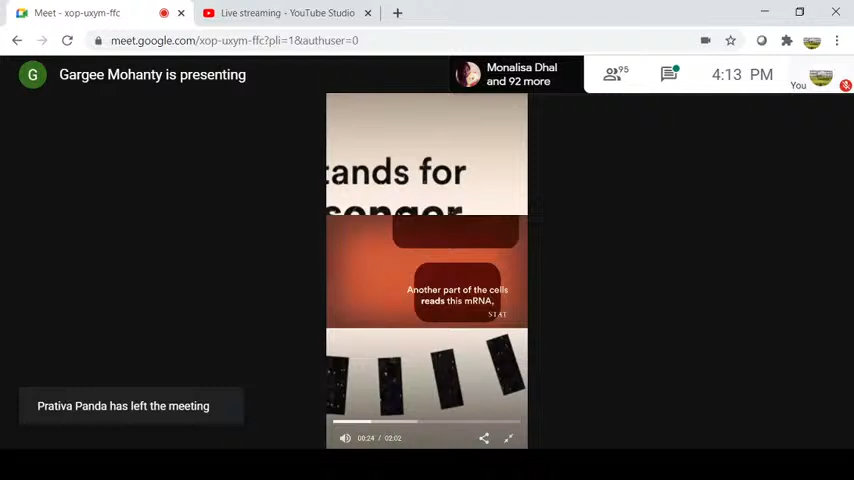 Meet - xop-uxym-ffc
Live streaming - YouTube Studio
meet.google.com/xop-uxym-ffc?pli=1&authuser=0
G
Gargee Mohanty is presenting
Monalisa Dhal
and 92 more
95
4:13 PM
You
tands for
senger
Another part of the cells
reads this mRNA,
STAT
Prativa Panda has left the meeting
00:24 / 02:02